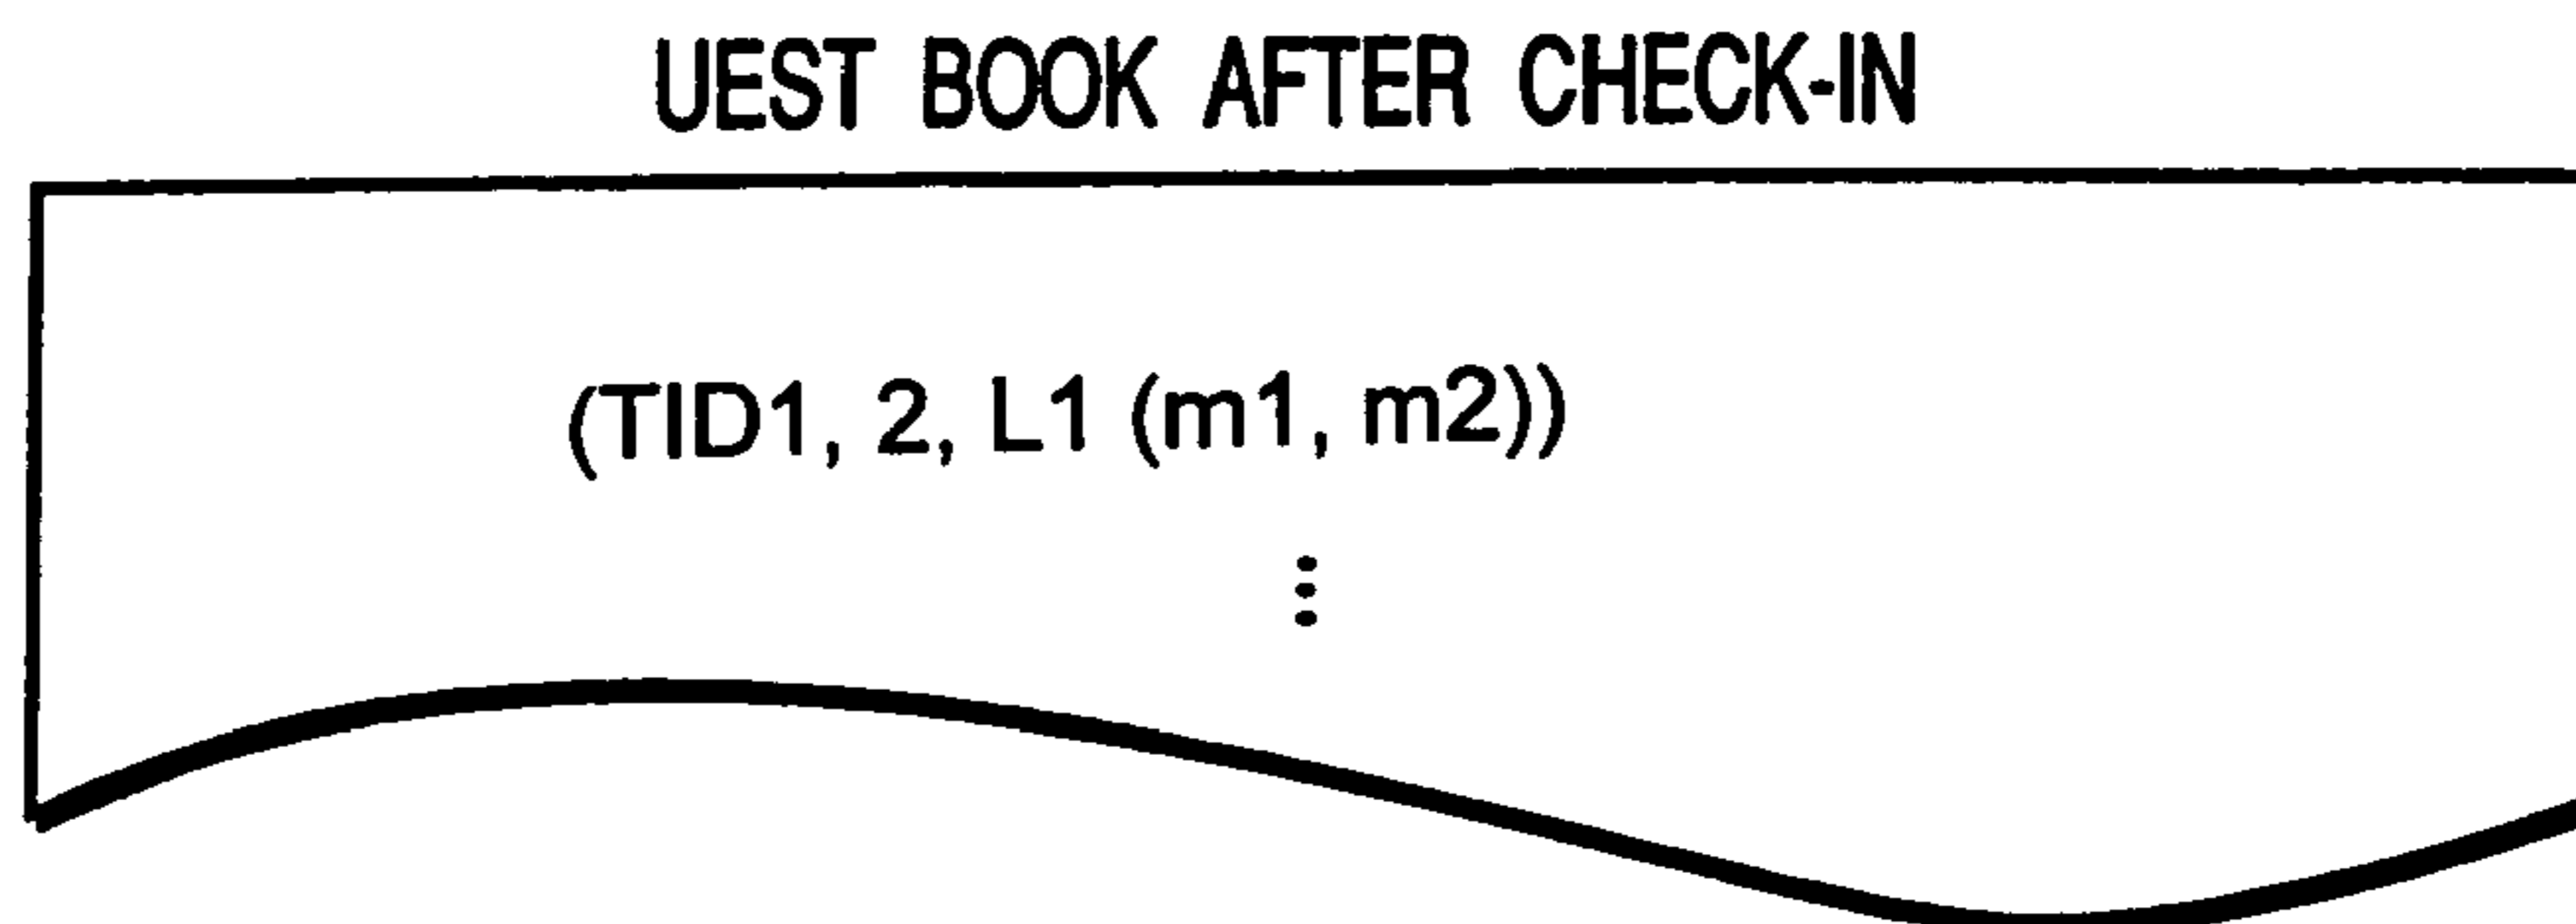 UEST BOOK AFTER CHECK-IN
(TID1, 2, L1 (m1, m2))